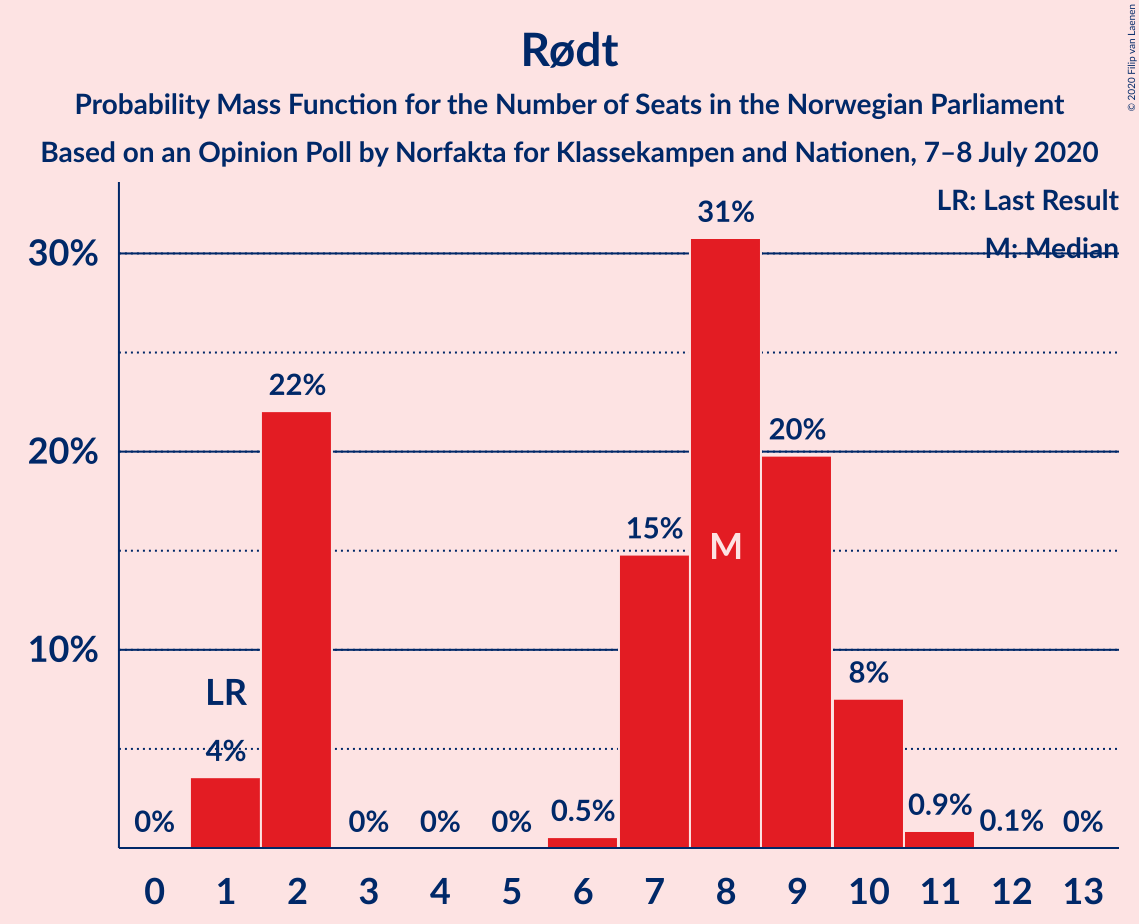 © 2020 Filip van Laenen
Rødt
Probability Mass Function for the Number of Seats in the Norwegian Parliament
Based on an Opinion Poll by Norfakta for Klassekampen and Nationen, 7–8 July 2020
LR: Last Result
M: Median
30%
20%
10%
0%
LR
4%
22%
0%
0%
0%
0.5%
15%
31%
M
20%
8%
0.9%
0.1%
0%
0 1 2 3 4 5 6 7 8 9 10 11 12 13